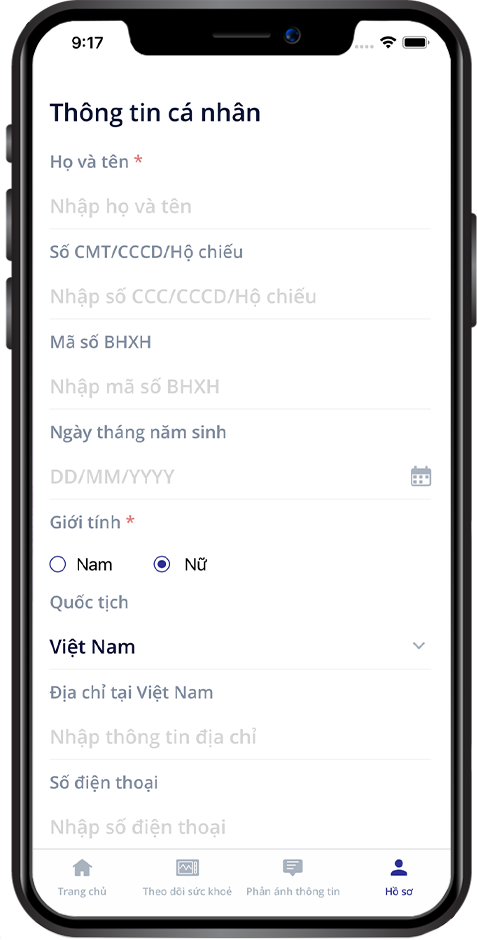 9:17
Thông tin cá nhân
Họ và tên *
Nhập họ và tên
Số CMT/CCCD/Hộ chiếu
Nhập số CCC/CCCD/Hộ chiếu
Mã số BHXH
Nhập mã số BHXH
Ngày tháng năm sinh
DD/MM/YYYY
Giới tính *
Nam Nữ
Quốc tịch
Việt Nam
Địa chỉ tại Việt Nam
Nhập thông tin địa chỉ
Số điện thoại
Nhập số điện thoại
Trang chủ Theo dõi sức khoẻ Phản ánh thông tin Hồ sơ